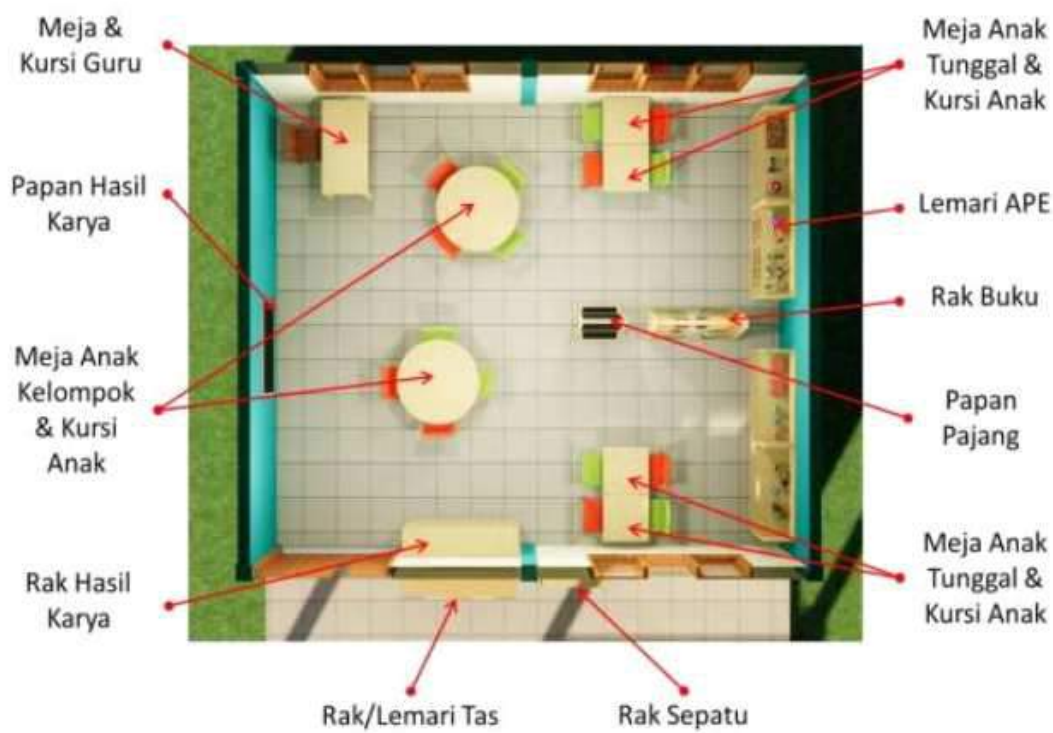 Meja &
Kursi Guru
Papan Hasil
Karya
Meja Anak
Kelompok
& Kursi
Anak
Rak Hasil
Karya
Rak/Lemari Tas
Rak Sepatu
Meja Anak
Tunggal &
Kursi Anak
Lemari APE
Rak Buku
Papan
Pajang
Meja Anak
Tunggal &
Kursi Anak